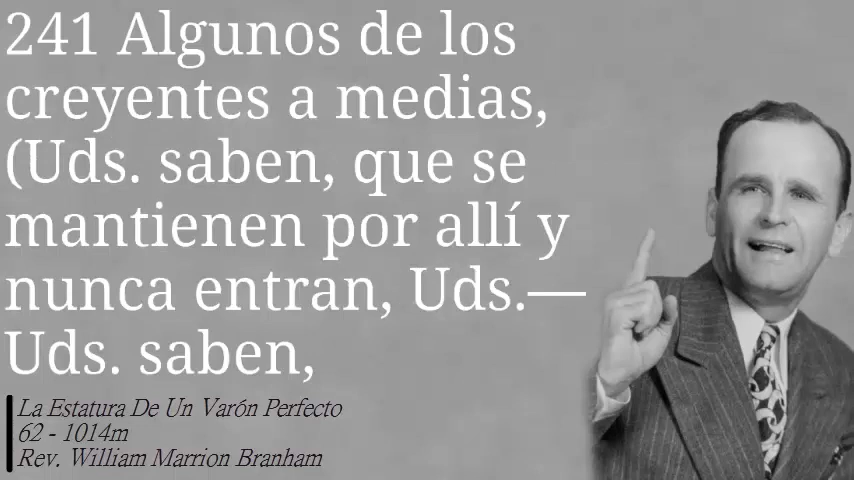 241 Algunos de los
creyentes a medias,
(Uds. saben, que se
mantienen por allí y
nunca entran, Uds.—
Uds. saben,
La Estatura De Un Varón Perfecto
62 - 1014m
Rev. William Marrion Branham